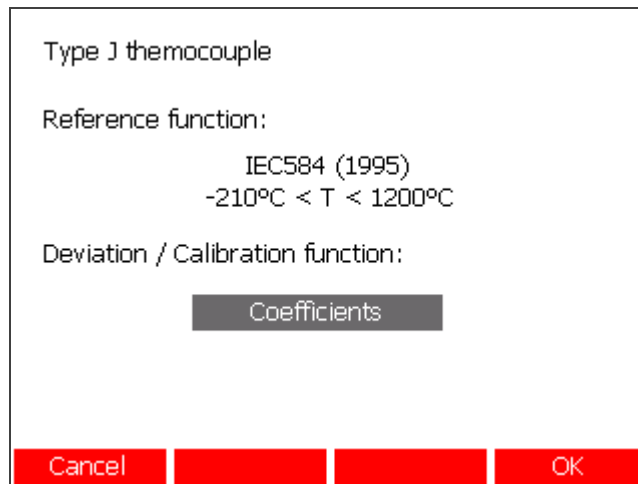 Type J themocouple
Reference function:
IEC584 (1995)
-210ºC < T < 1200ºC
Deviation / Calibration function:
Coefficients
Cancel OK